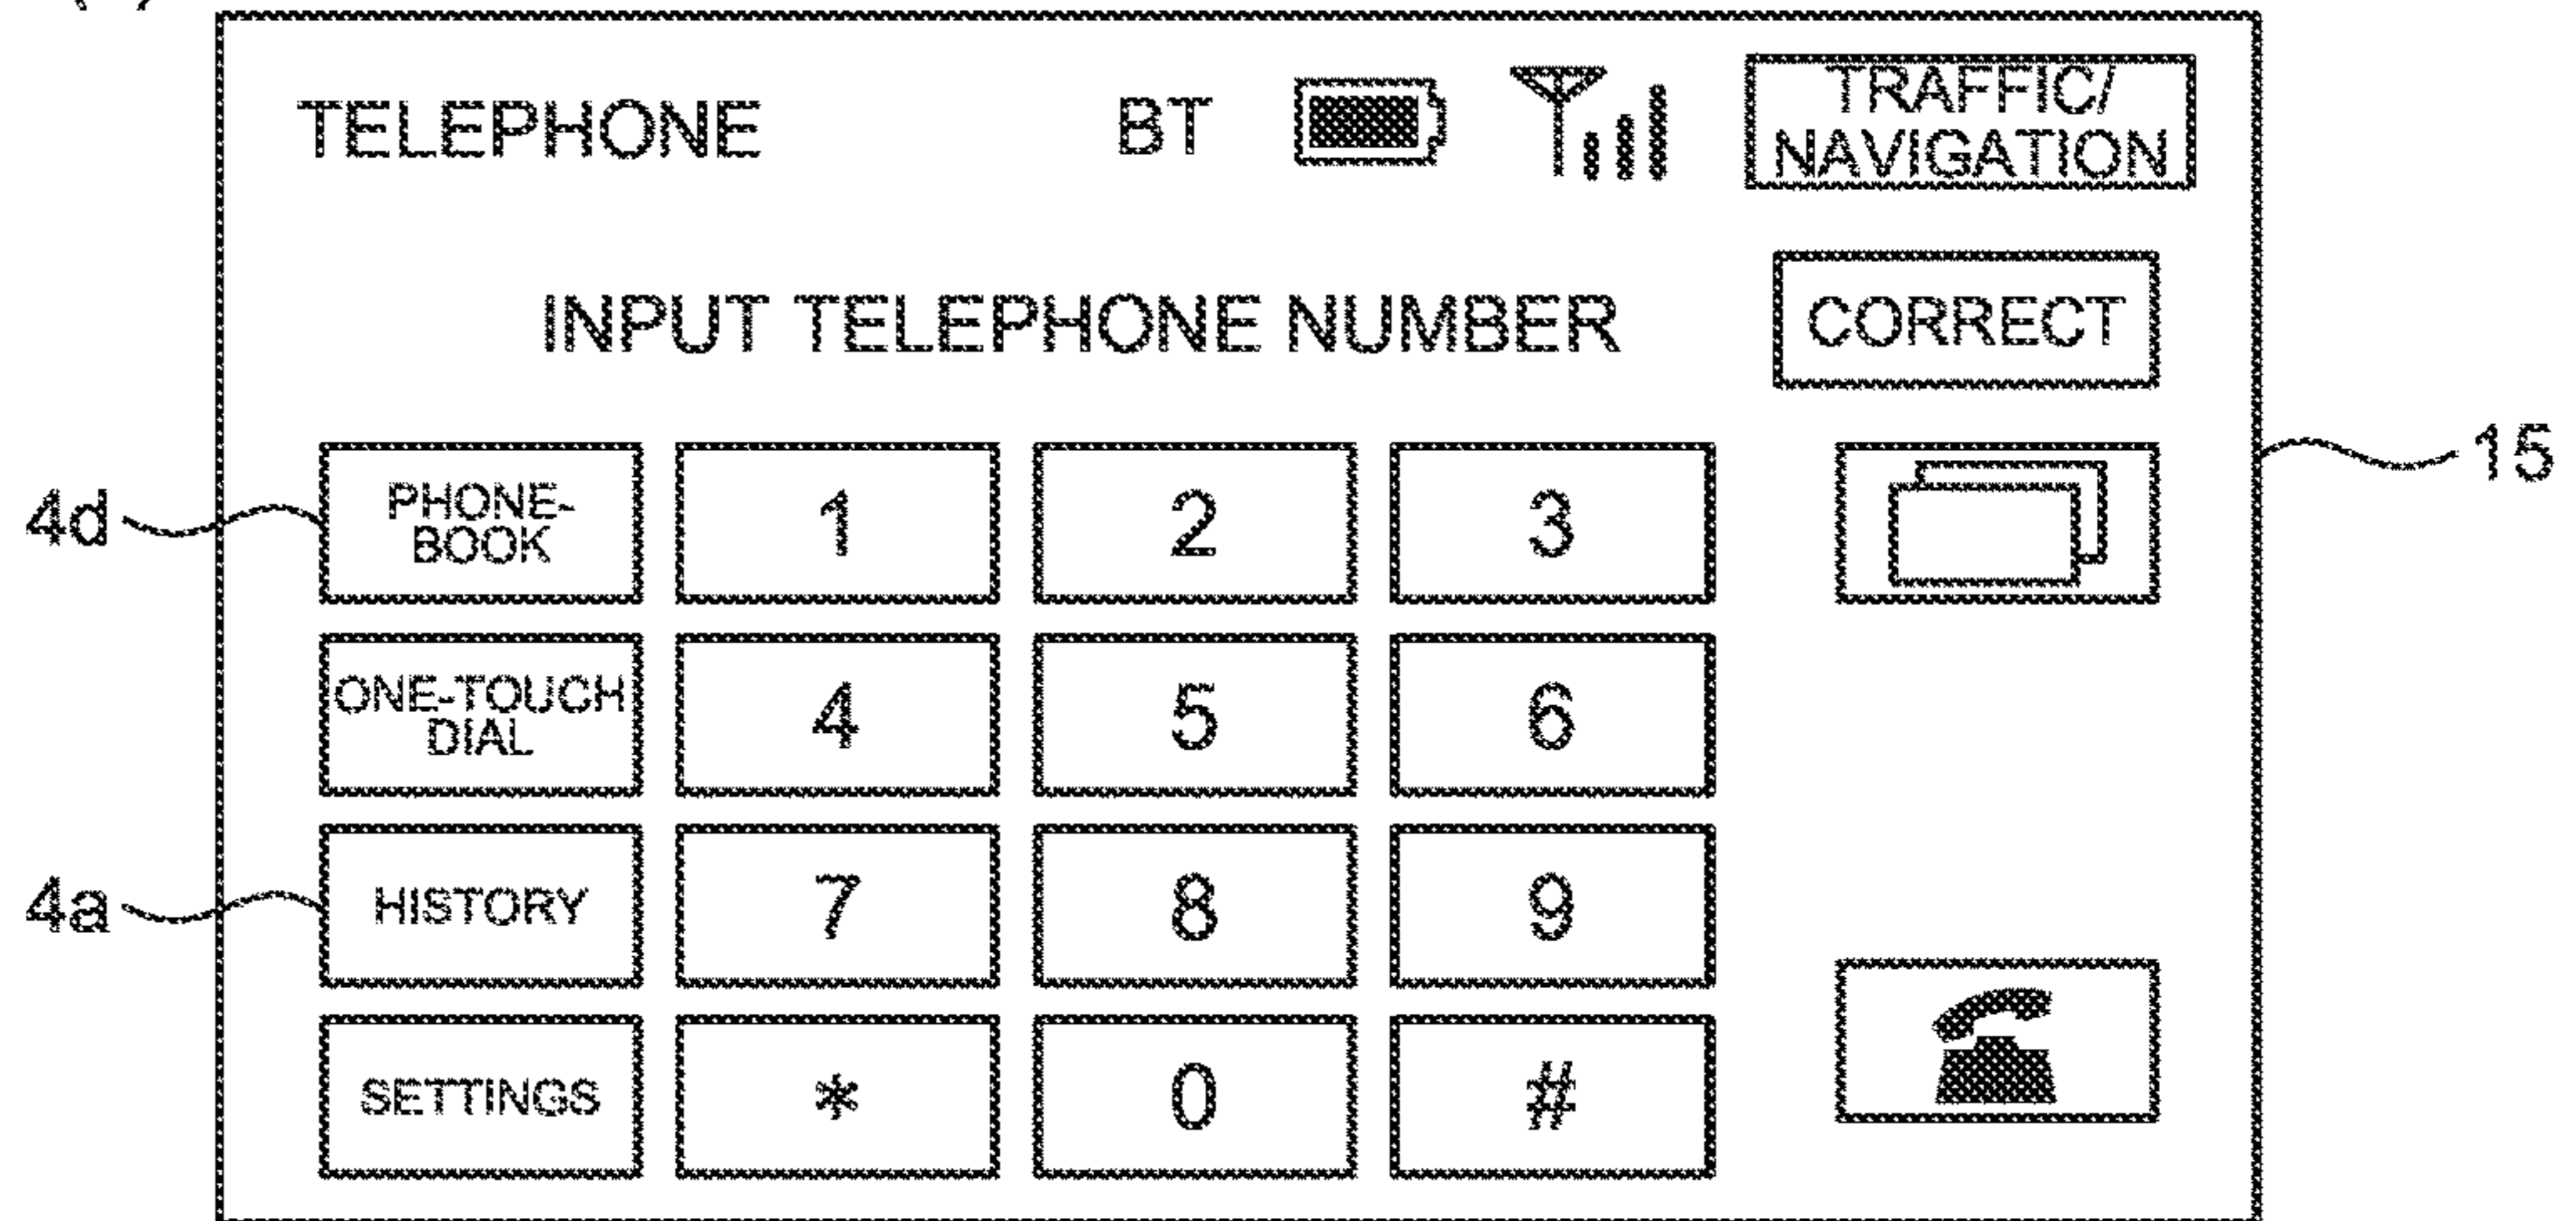 TELEPHONE BT TRAFFIC/
NAVIGATION
INPUT TELEPHONE NUMBER CORRECT
15
4d PHONE-
BOOK 1 2 3
ONE-TOUCH
DIAL 4 5 6
4a HISTORY 7 8 9
SETTINGS * 0 #